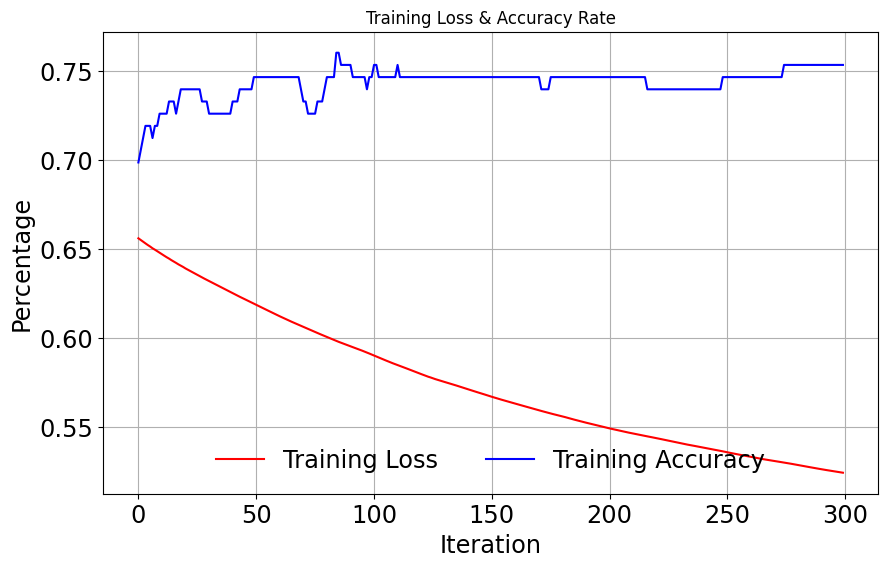 Training Loss & Accuracy Rate
0.75
0.70
0.65
0.60
0.55
Percentage
Training Loss
Training Accuracy
0 50 100 150 200 250 300
Iteration